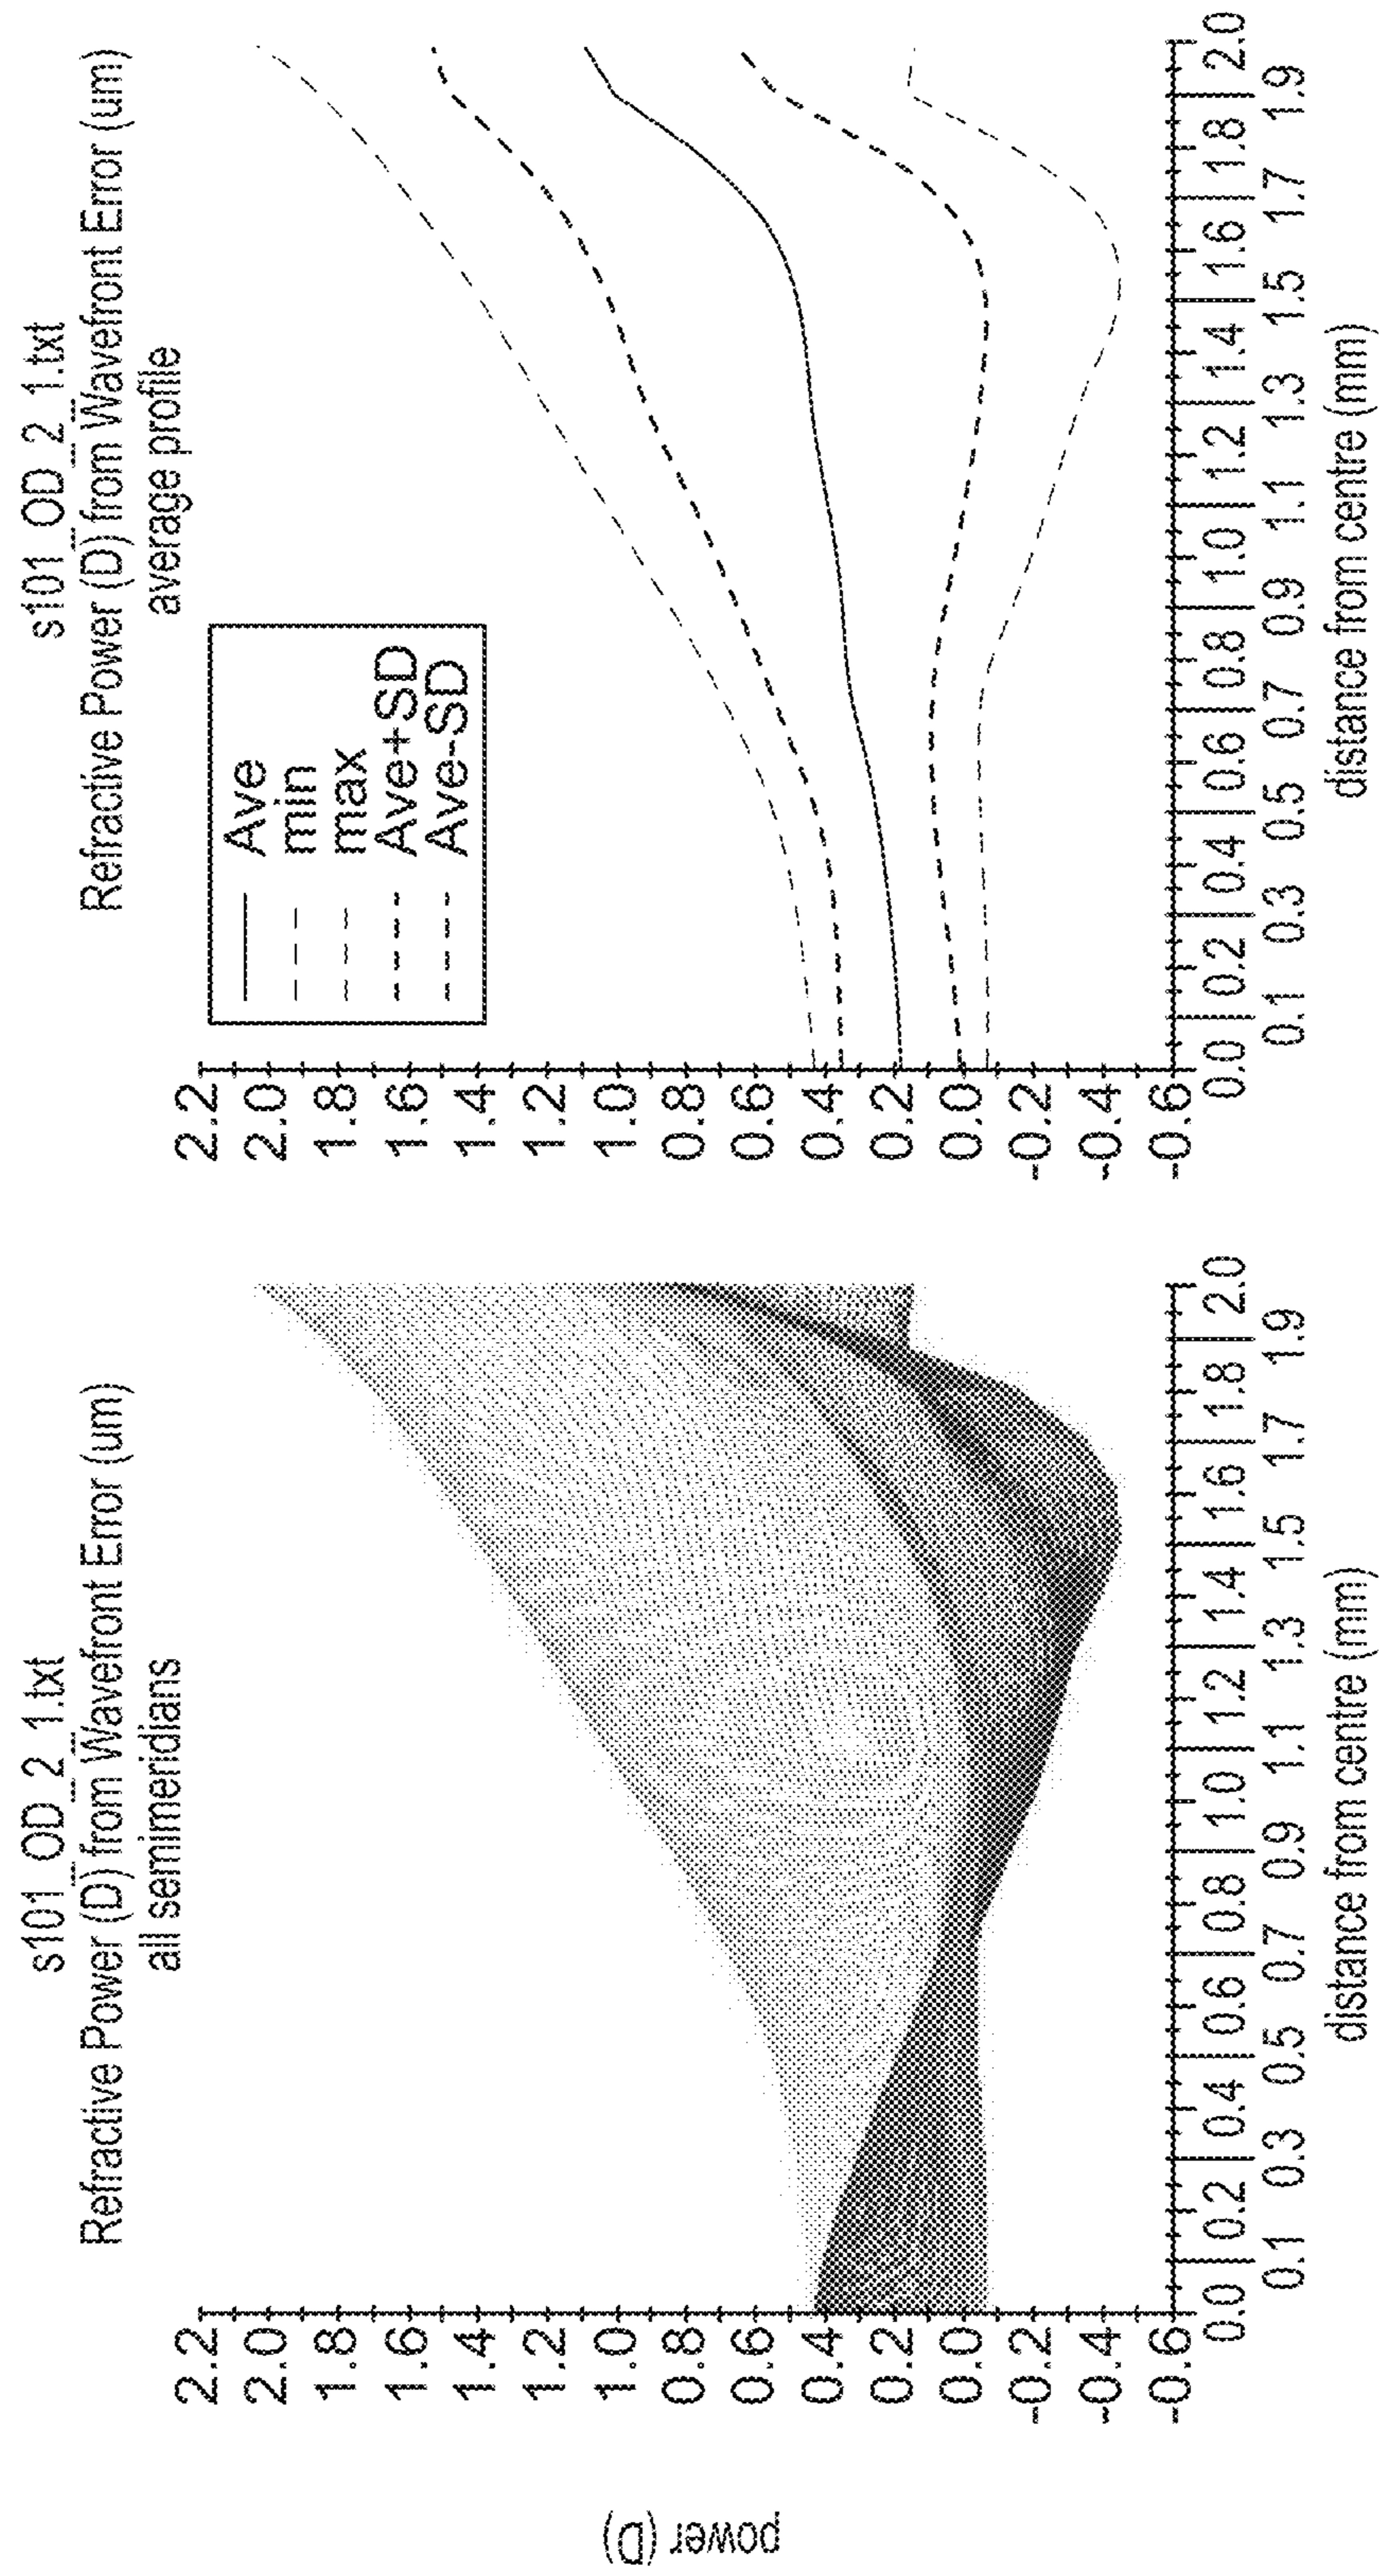 power (D)
s101_OD_2_1.txt
Refractive Power (D) from Wavefront Error (um)
all semimeridians
2.2
2.0
1.8
1.6
1.4
1.2
1.0
0.8
0.6
0.4
0.2
0.0
-0.2
-0.4
-0.6
0.0 0.2 0.4 0.6 0.8 1.0 1.2 1.4 1.6 1.8 2.0
0.1 0.3 0.5 0.7 0.9 1.1 1.3 1.5 1.7 1.9
distance from centre (mm)
s101_OD_2_1.txt
Refractive Power (D) from Wavefront Error (um)
average profile
Ave
min
max
Ave+SD
Ave-SD
2.2
2.0
1.8
1.6
1.4
1.2
1.0
0.8
0.6
0.4
0.2
0.0
-0.2
-0.4
-0.6
0.0 0.2 0.4 0.6 0.8 1.0 1.2 1.4 1.6 1.8 2.0
0.1 0.3 0.5 0.7 0.9 1.1 1.3 1.5 1.7 1.9
distance from centre (mm)